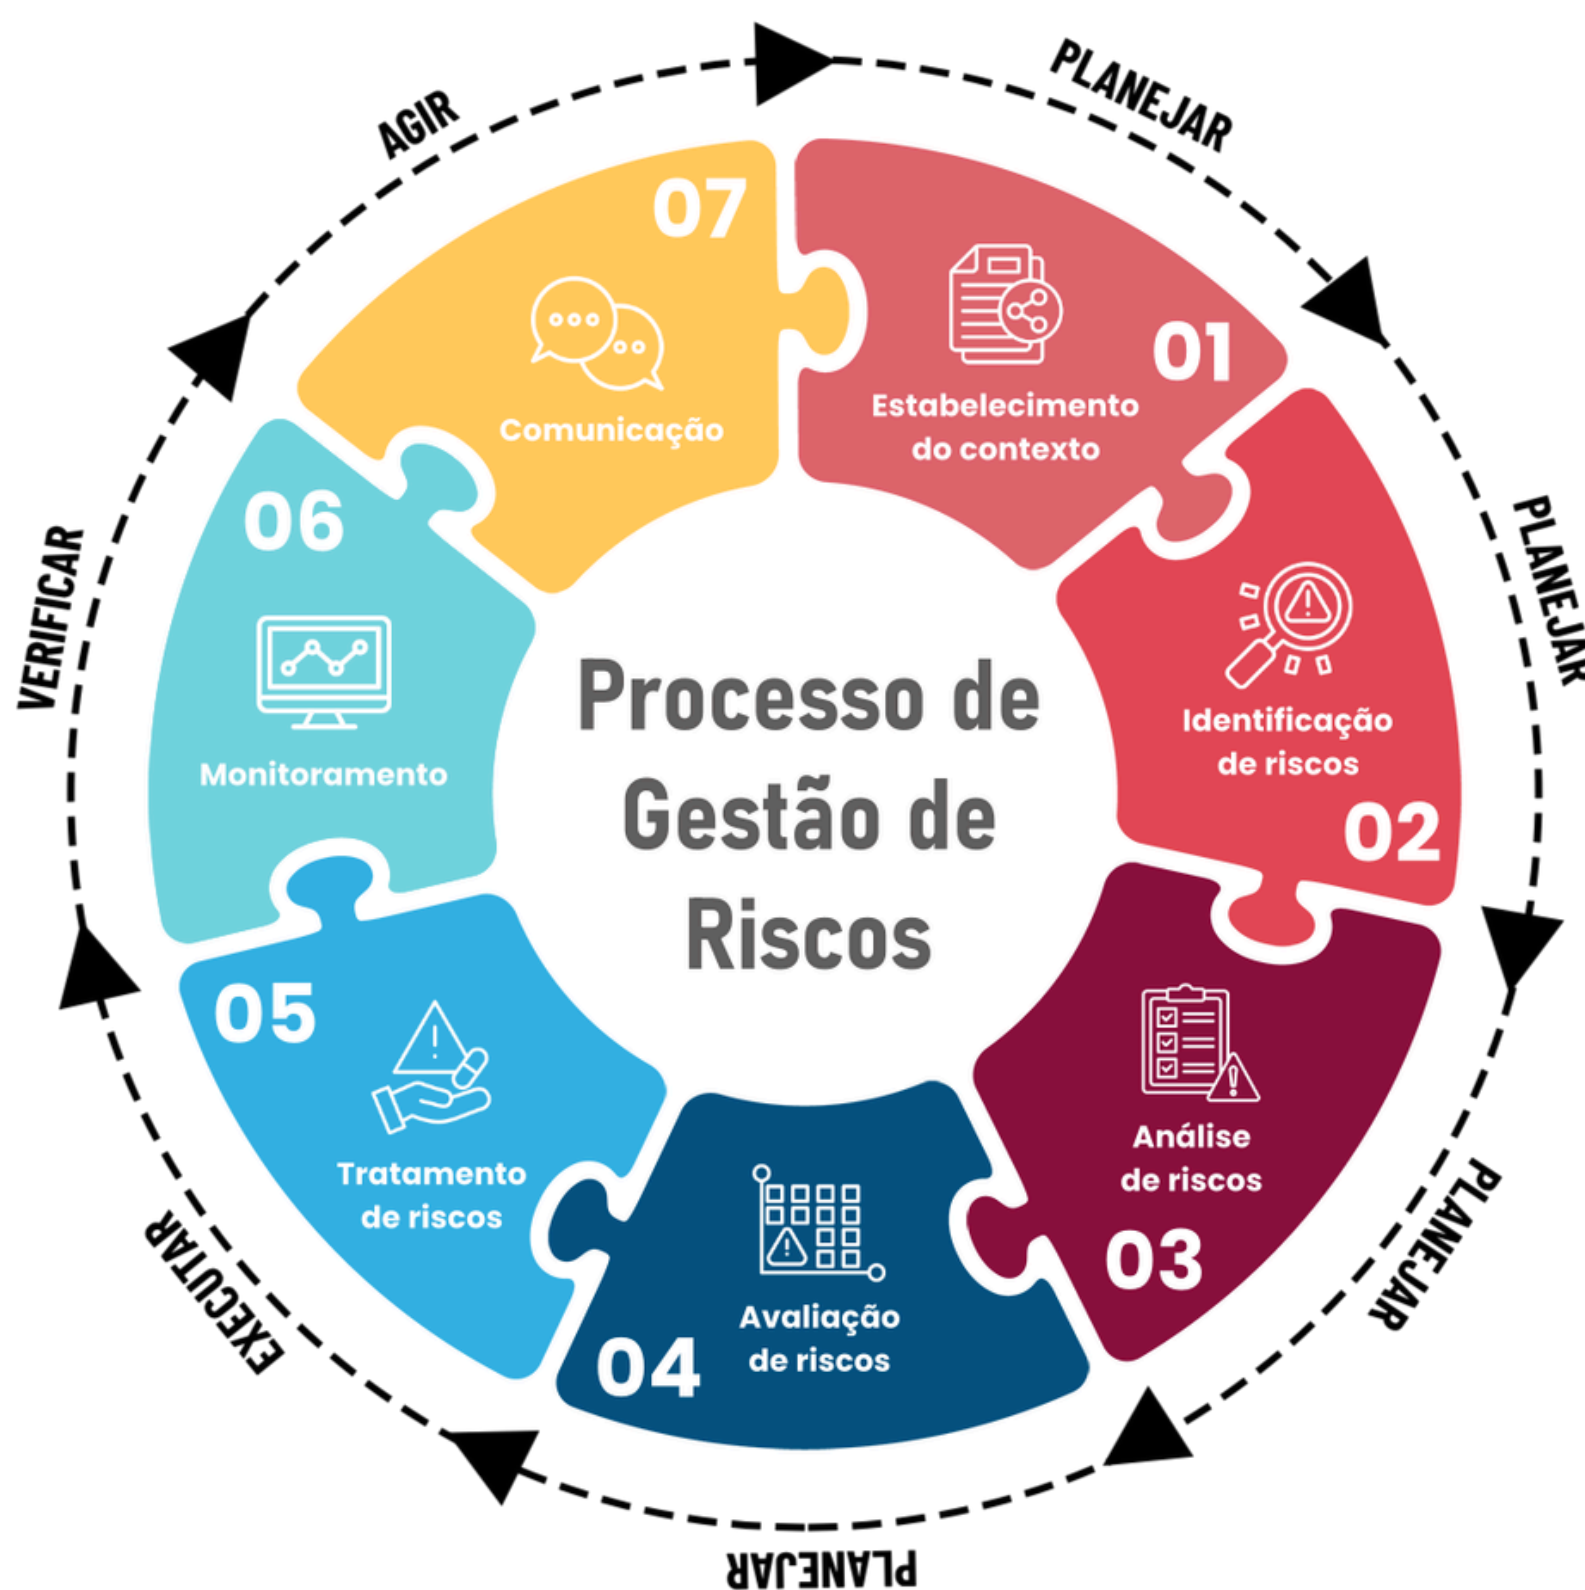 Processo de
Gestão de
Riscos
PLANEJAR
01
Estabelecimento
do contexto
PLANEJAR
Identificação
de riscos
02
PLANEJAR
Análise
de riscos
03
PLANEJAR
Avaliação
de riscos
04
EXECUTAR
05
Tratamento
de riscos
VERIFICAR
06
Monitoramento
AGIR
07
Comunicação